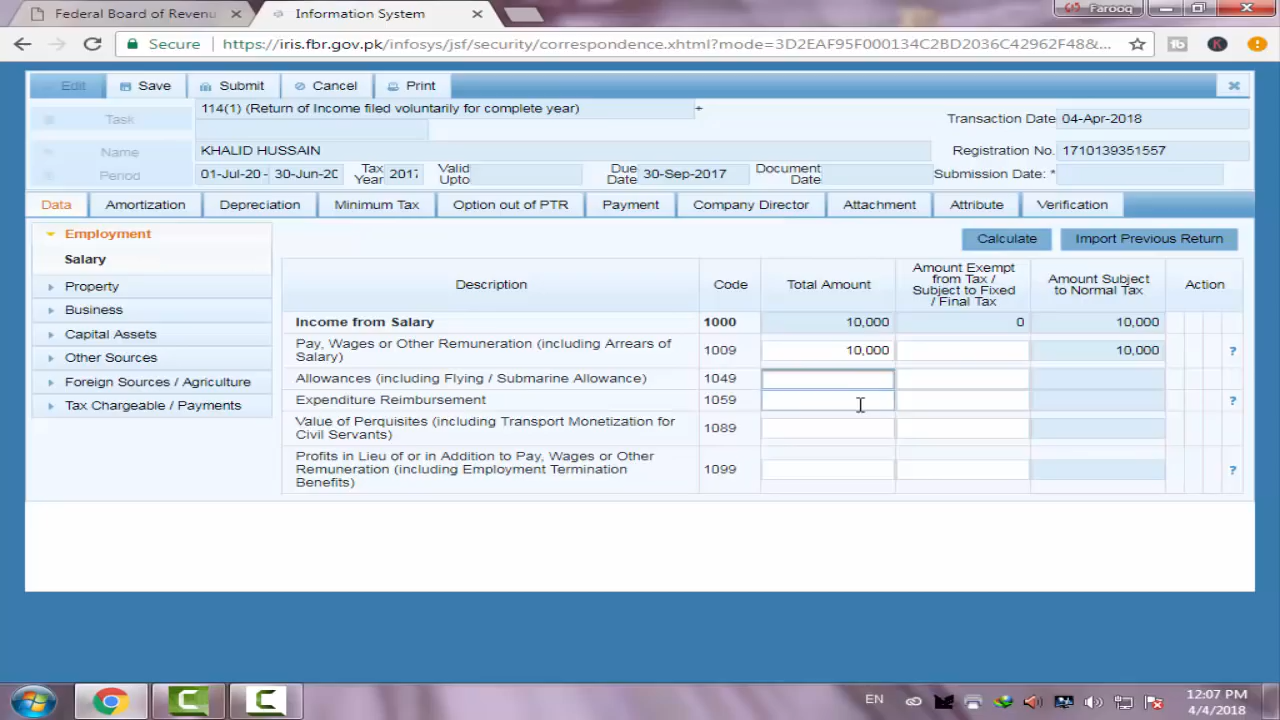 Federal Board of Revenu
Information System
Farooq
Secure
https://iris.fbr.gov.pk/infosys/jsf/security/correspondence.xhtml?mode=3D2EAF95F000134C2BD2036C42962F48&...
Edit
Save
Submit
Cancel
Print
Task
114(1) (Return of Income filed voluntarily for complete year)
+
Transaction Date
04-Apr-2018
Name
KHALID HUSSAIN
Registration No.
1710139351557
Period
01-Jul-20 -
30-Jun-20
Tax
Year
2017
Valid
Upto
Due
Date
30-Sep-2017
Document
Date
Submission Date: *
Data
Amortization
Depreciation
Minimum Tax
Option out of PTR
Payment
Company Director
Attachment
Attribute
Verification
Employment
Salary
Property
Business
Capital Assets
Other Sources
Foreign Sources / Agriculture
Tax Chargeable / Payments
Calculate
Import Previous Return
Description
Code
Total Amount
Amount Exempt
from Tax /
Subject to Fixed
/ Final Tax
Amount Subject
to Normal Tax
Action
Income from Salary
1000
10,000
0
10,000
Pay, Wages or Other Remuneration (including Arrears of
Salary)
1009
10,000
10,000
?
Allowances (including Flying / Submarine Allowance)
1049
Expenditure Reimbursement
1059
?
Value of Perquisites (including Transport Monetization for
Civil Servants)
1089
Profits in Lieu of or in Addition to Pay, Wages or Other
Remuneration (including Employment Termination
Benefits)
1099
?
EN
12:07 PM
4/4/2018